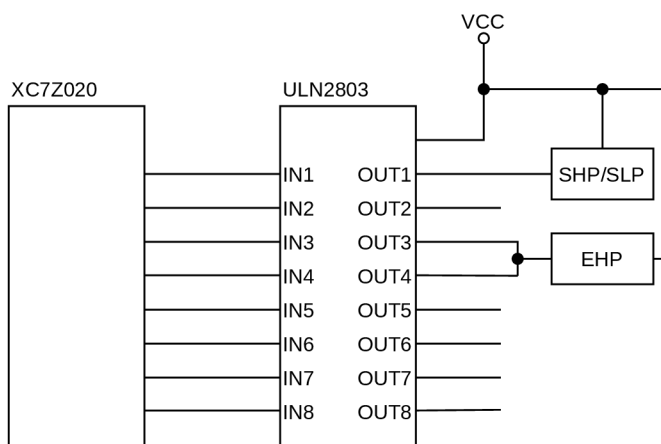 VCC
XC7Z020
ULN2803
IN1 OUT1 SHP/SLP
IN2 OUT2
IN3 OUT3
EHP
IN4 OUT4
IN5 OUT5
IN6 OUT6
IN7 OUT7
IN8 OUT8